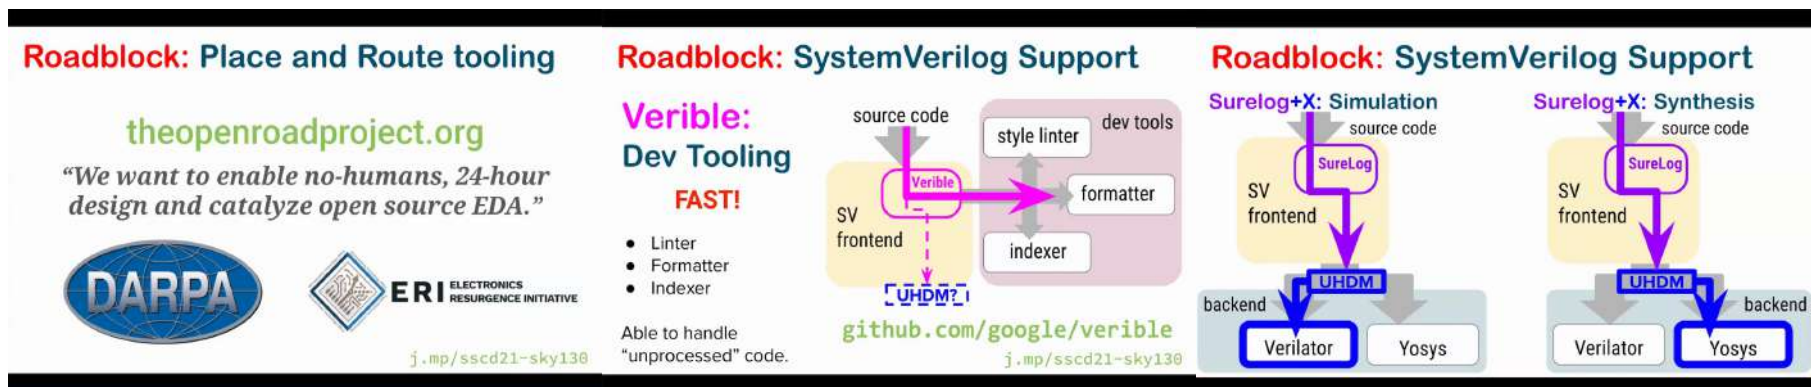 Roadblock: Place and Route tooling
theopenroadproject.org
“We want to enable no-humans, 24-hour
design and catalyze open source EDA.”
DARPA
ERI ELECTRONICS
RESURGENCE INITIATIVE
j.mp/sscd21-sky130
Roadblock: SystemVerilog Support
Verible:
Dev Tooling
FAST!
● Linter
● Formatter
● Indexer
Able to handle
“unprocessed” code.
source code
dev tools
style linter
Verible
formatter
SV
frontend
indexer
UHDM?
github.com/google/verible
j.mp/sscd21-sky130
Roadblock: SystemVerilog Support
Surelog+X: Simulation
source code
SureLog
SV
frontend
UHDM
backend
Verilator
Yosys
Surelog+X: Synthesis
source code
SureLog
SV
frontend
UHDM
backend
Verilator
Yosys